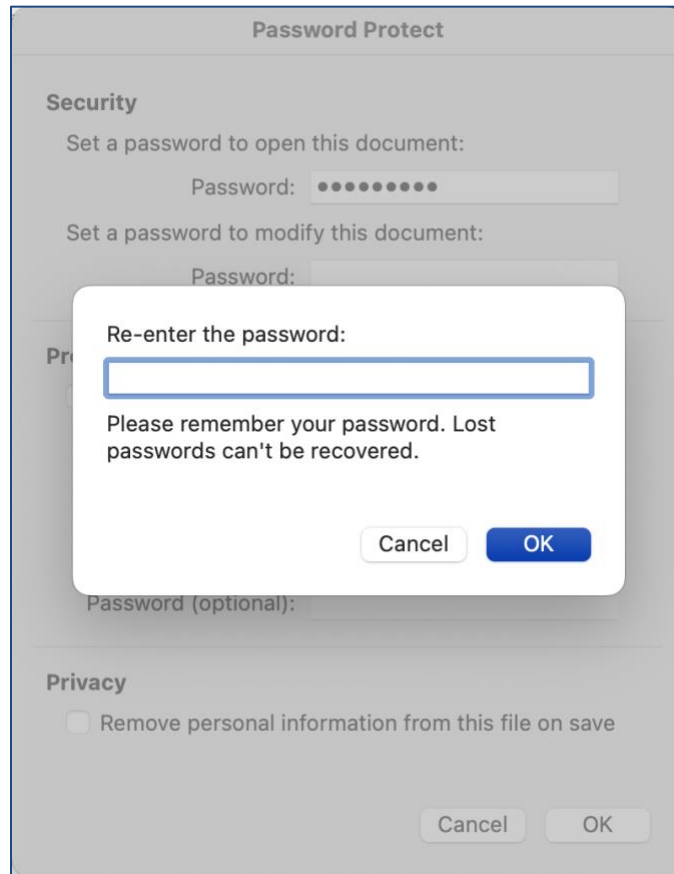 Password Protect
Security
Set a password to open this document:
Password: •••••••••
Set a password to modify this document:
Password:
Re-enter the password:
Please remember your password. Lost
passwords can't be recovered.
Cancel OK
Password (optional):
Privacy
Remove personal information from this file on save
Cancel OK